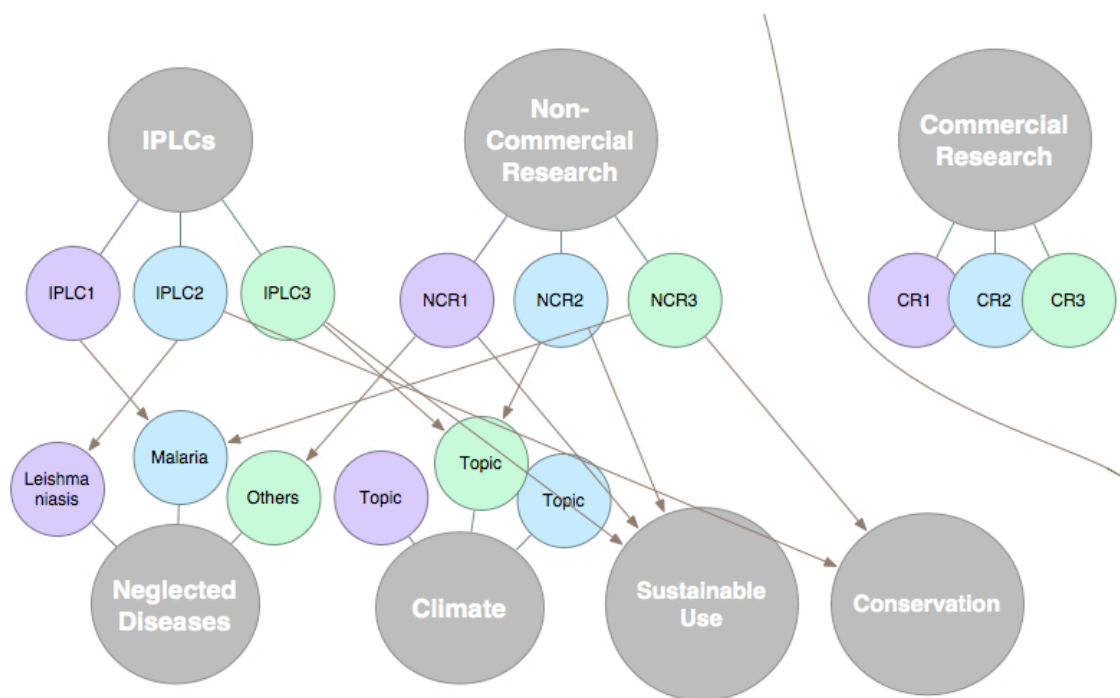 IPLCs
Non-
Commercial
Research
Commercial
Research
IPLC1
IPLC2
IPLC3
NCR1
NCR2
NCR3
CR1
CR2
CR3
Leishma
niasis
Malaria
Others
Topic
Topic
Topic
Neglected
Diseases
Climate
Sustainable
Use
Conservation